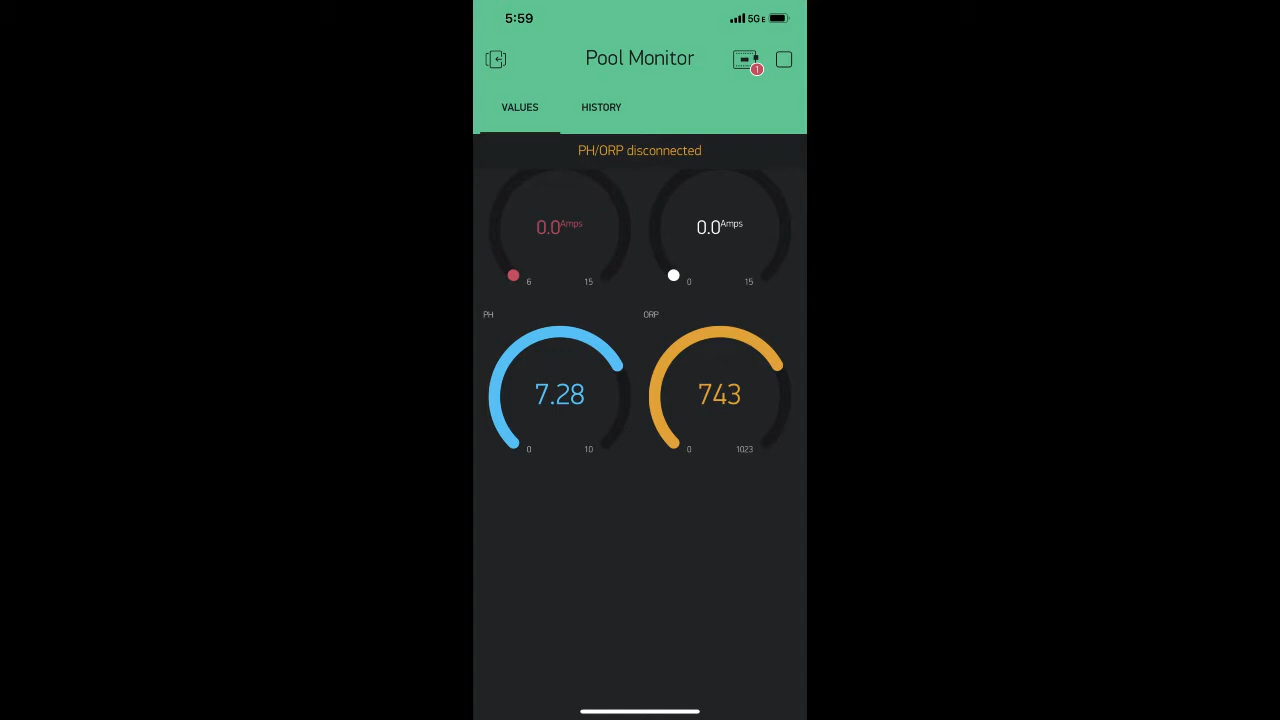 5:59 5GE
Pool Monitor
1
VALUES HISTORY
PH/ORP disconnected
0.0Amps 0.0Amps
6 15 0 15
PH ORP
7.28 743
0 10 0 1023